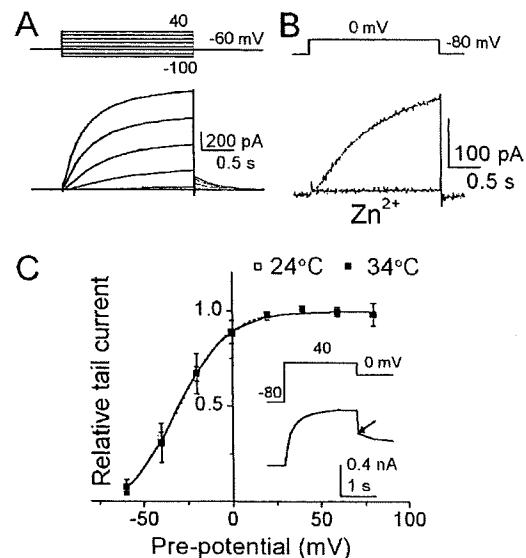 A
40
-60 mV
-100
200 pA
0.5 s
B
0 mV
-80 mV
100 pA
0.5 s
Zn2+
C
24°C
34°C
Relative tail current
1.0
0.5
40
0 mV
-80
0.4 nA
1 s
-50
0
50
100
Pre-potential (mV)